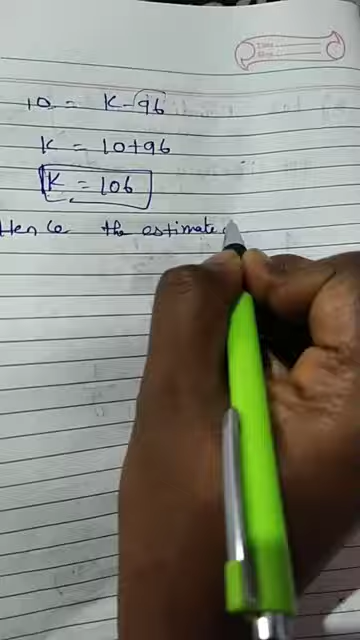 10 = K - 96
K = 10 + 96
K = 106
Hence the estimate